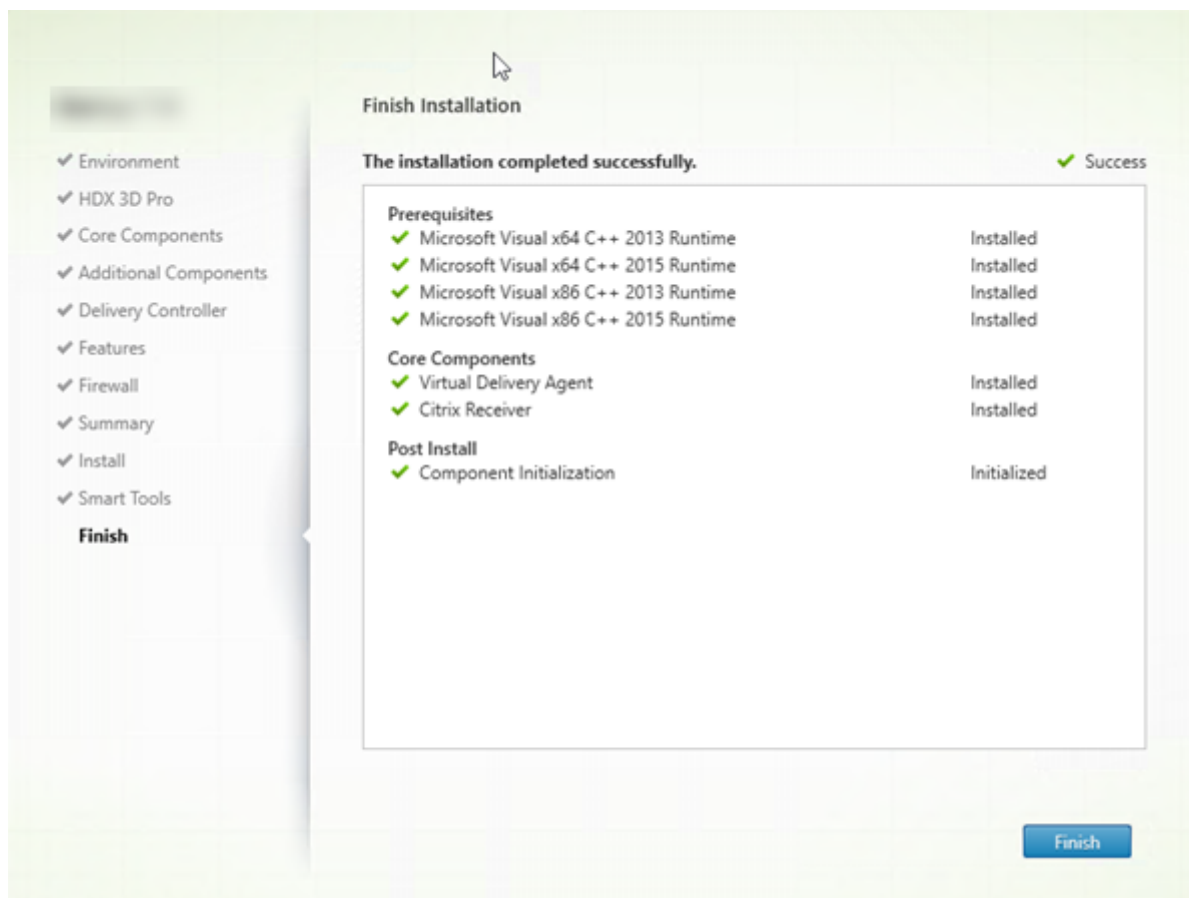 Finish Installation
Environment
HDX 3D Pro
Core Components
Additional Components
Delivery Controller
Features
Firewall
Summary
Install
Smart Tools
Finish
The installation completed successfully. Success
Prerequisites
Microsoft Visual x64 C++ 2013 Runtime Installed
Microsoft Visual x64 C++ 2015 Runtime Installed
Microsoft Visual x86 C++ 2013 Runtime Installed
Microsoft Visual x86 C++ 2015 Runtime Installed
Core Components
Virtual Delivery Agent Installed
Citrix Receiver Installed
Post Install
Component Initialization Initialized
Finish